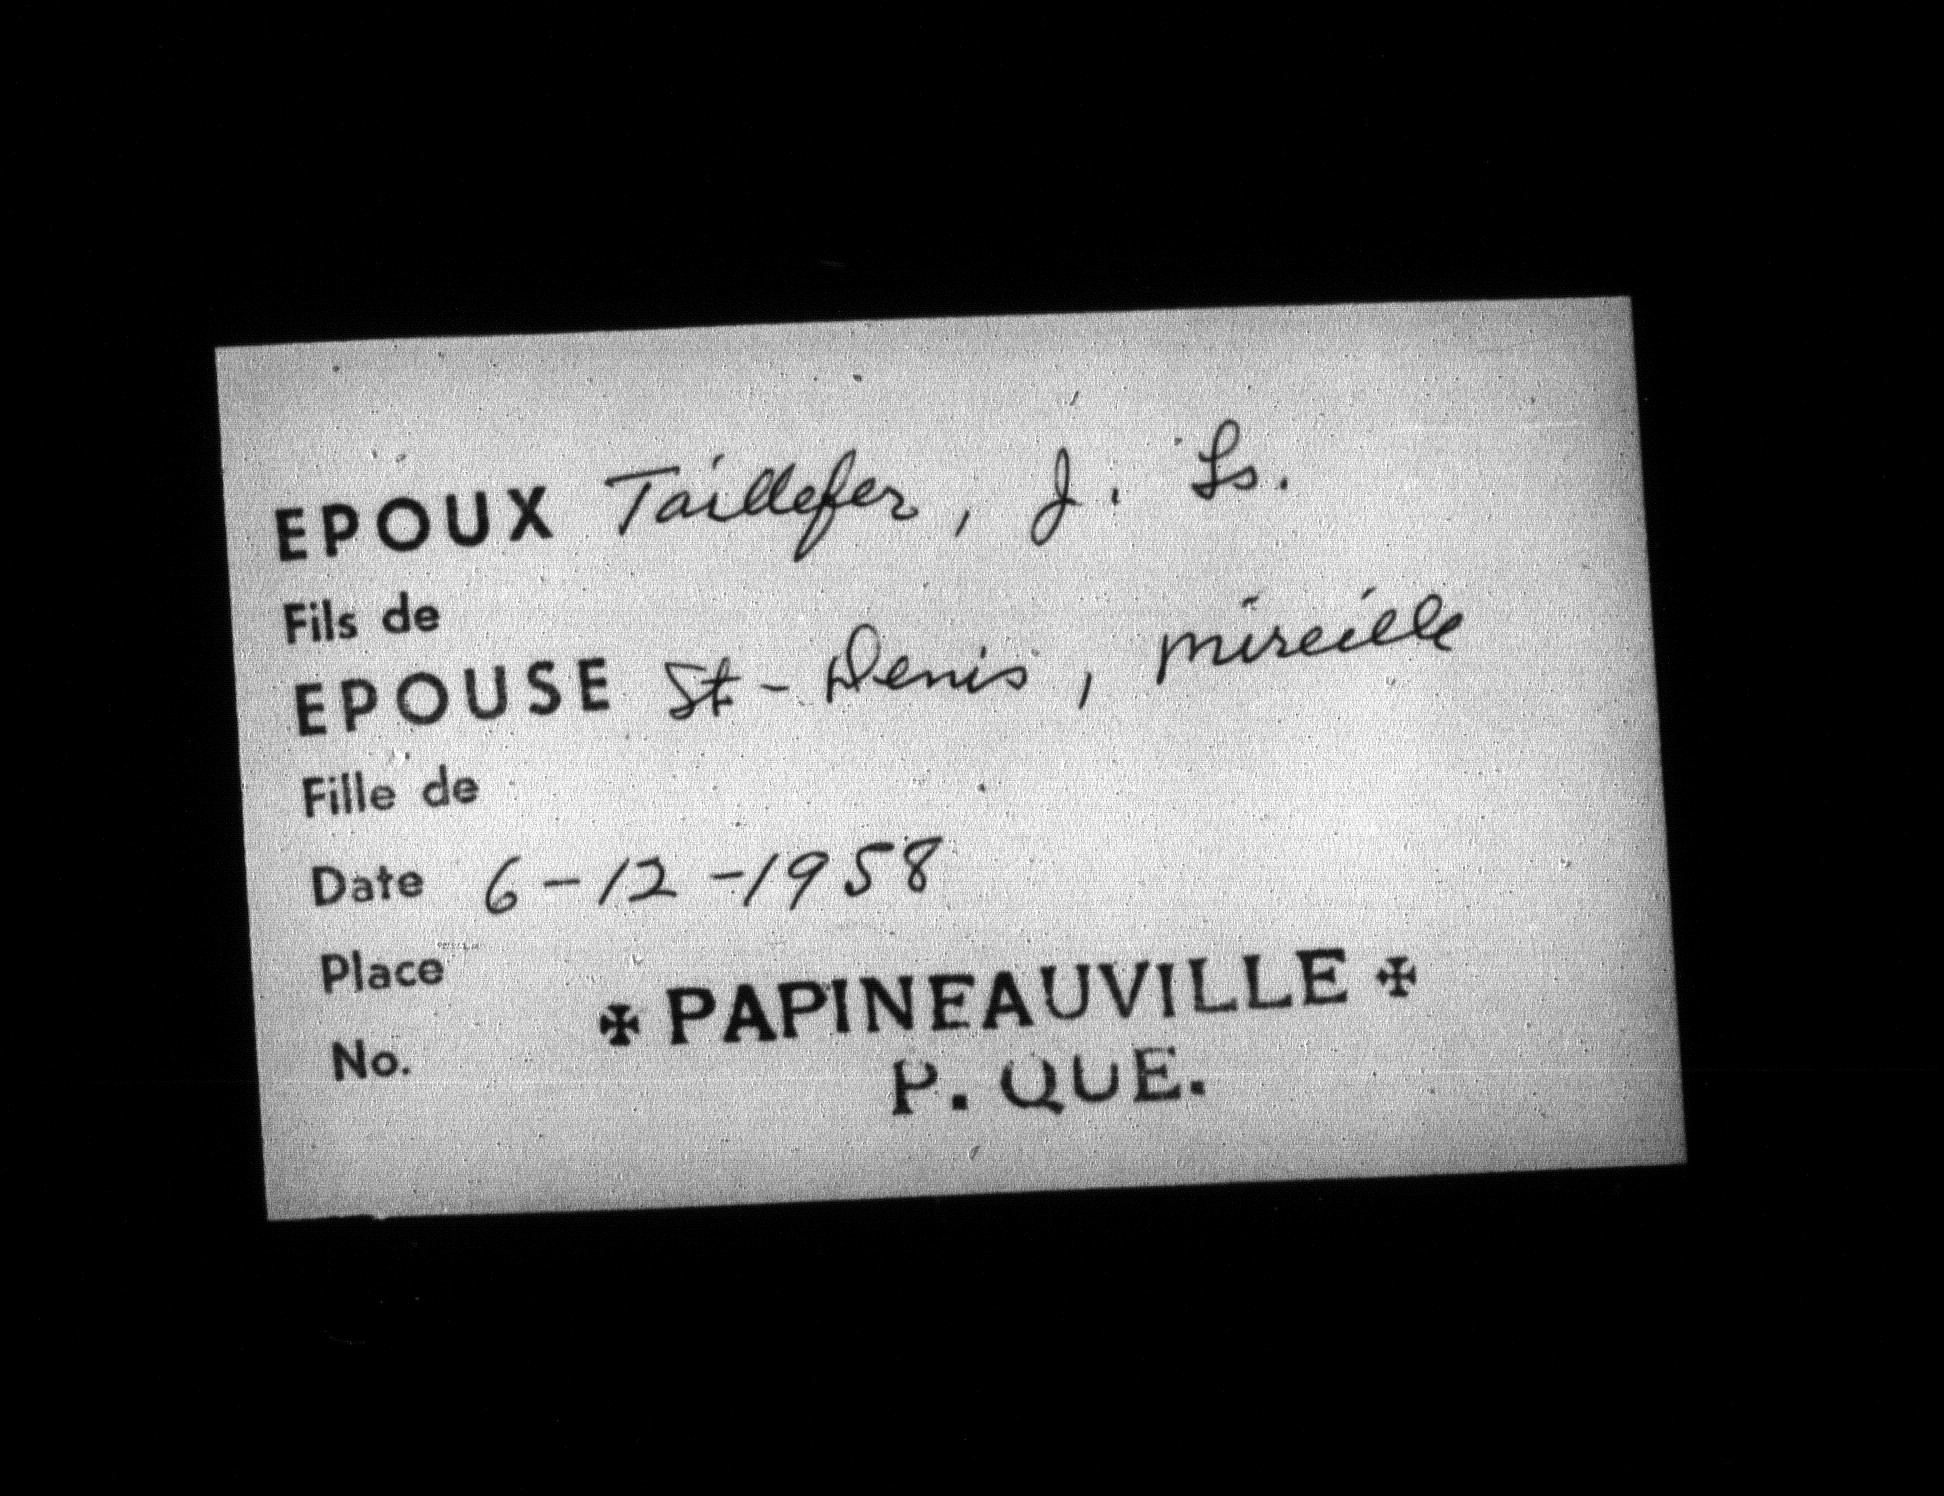 EPOUX Taillefer, J. Ls.
Fils de
EPOUSE St-Denis, Mireille
Fille de
Date 6-12-1958
Place
✠ PAPINEAUVILLE ✠
No.
P. QUE.